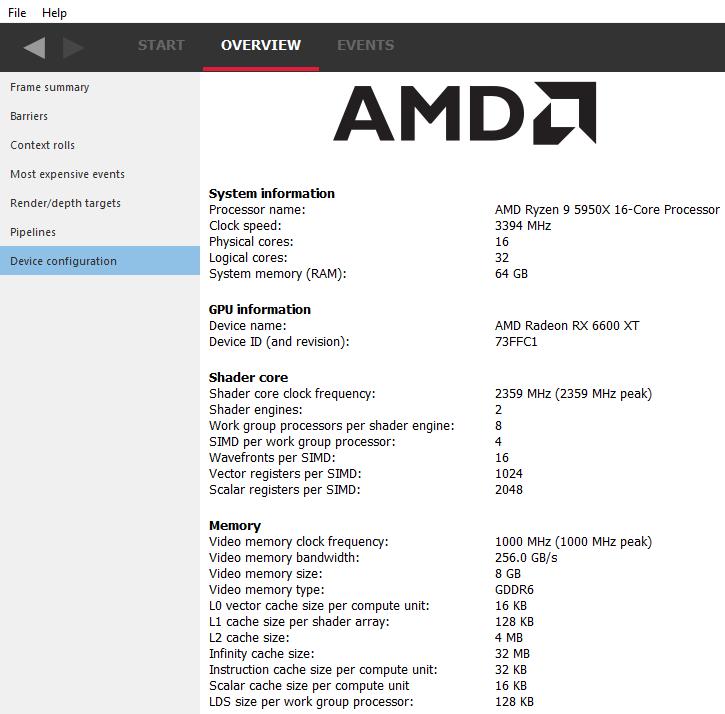 File Help
START OVERVIEW EVENTS
Frame summary
Barriers
Context rolls
Most expensive events
Render/depth targets
Pipelines
Device configuration
AMD
System information
Processor name: AMD Ryzen 9 5950X 16-Core Processor
Clock speed: 3394 MHz
Physical cores: 16
Logical cores: 32
System memory (RAM): 64 GB
GPU information
Device name: AMD Radeon RX 6600 XT
Device ID (and revision): 73FFC1
Shader core
Shader core clock frequency: 2359 MHz (2359 MHz peak)
Shader engines: 2
Work group processors per shader engine: 8
SIMD per work group processor: 4
Wavefronts per SIMD: 16
Vector registers per SIMD: 1024
Scalar registers per SIMD: 2048
Memory
Video memory clock frequency: 1000 MHz (1000 MHz peak)
Video memory bandwidth: 256.0 GB/s
Video memory size: 8 GB
Video memory type: GDDR6
L0 vector cache size per compute unit: 16 KB
L1 cache size per shader array: 128 KB
L2 cache size: 4 MB
Infinity cache size: 32 MB
Instruction cache size per compute unit: 32 KB
Scalar cache size per compute unit 16 KB
LDS size per work group processor: 128 KB